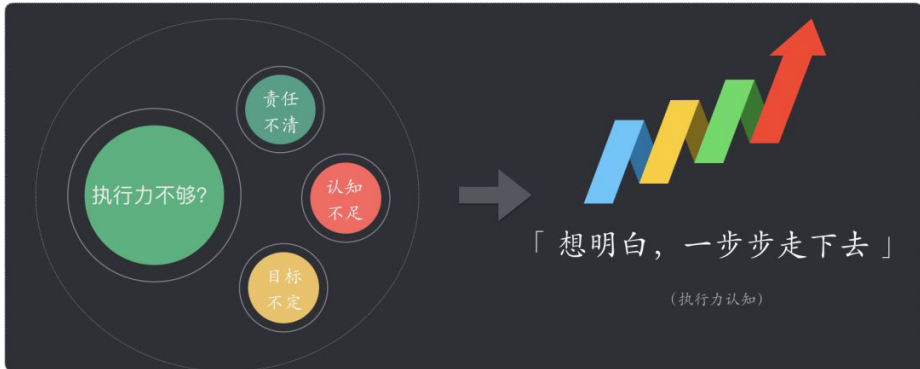 执行力不够?
责任
不清
认知
不足
目标
不定
「 想明白，一步步走下去 」
(执行力认知)